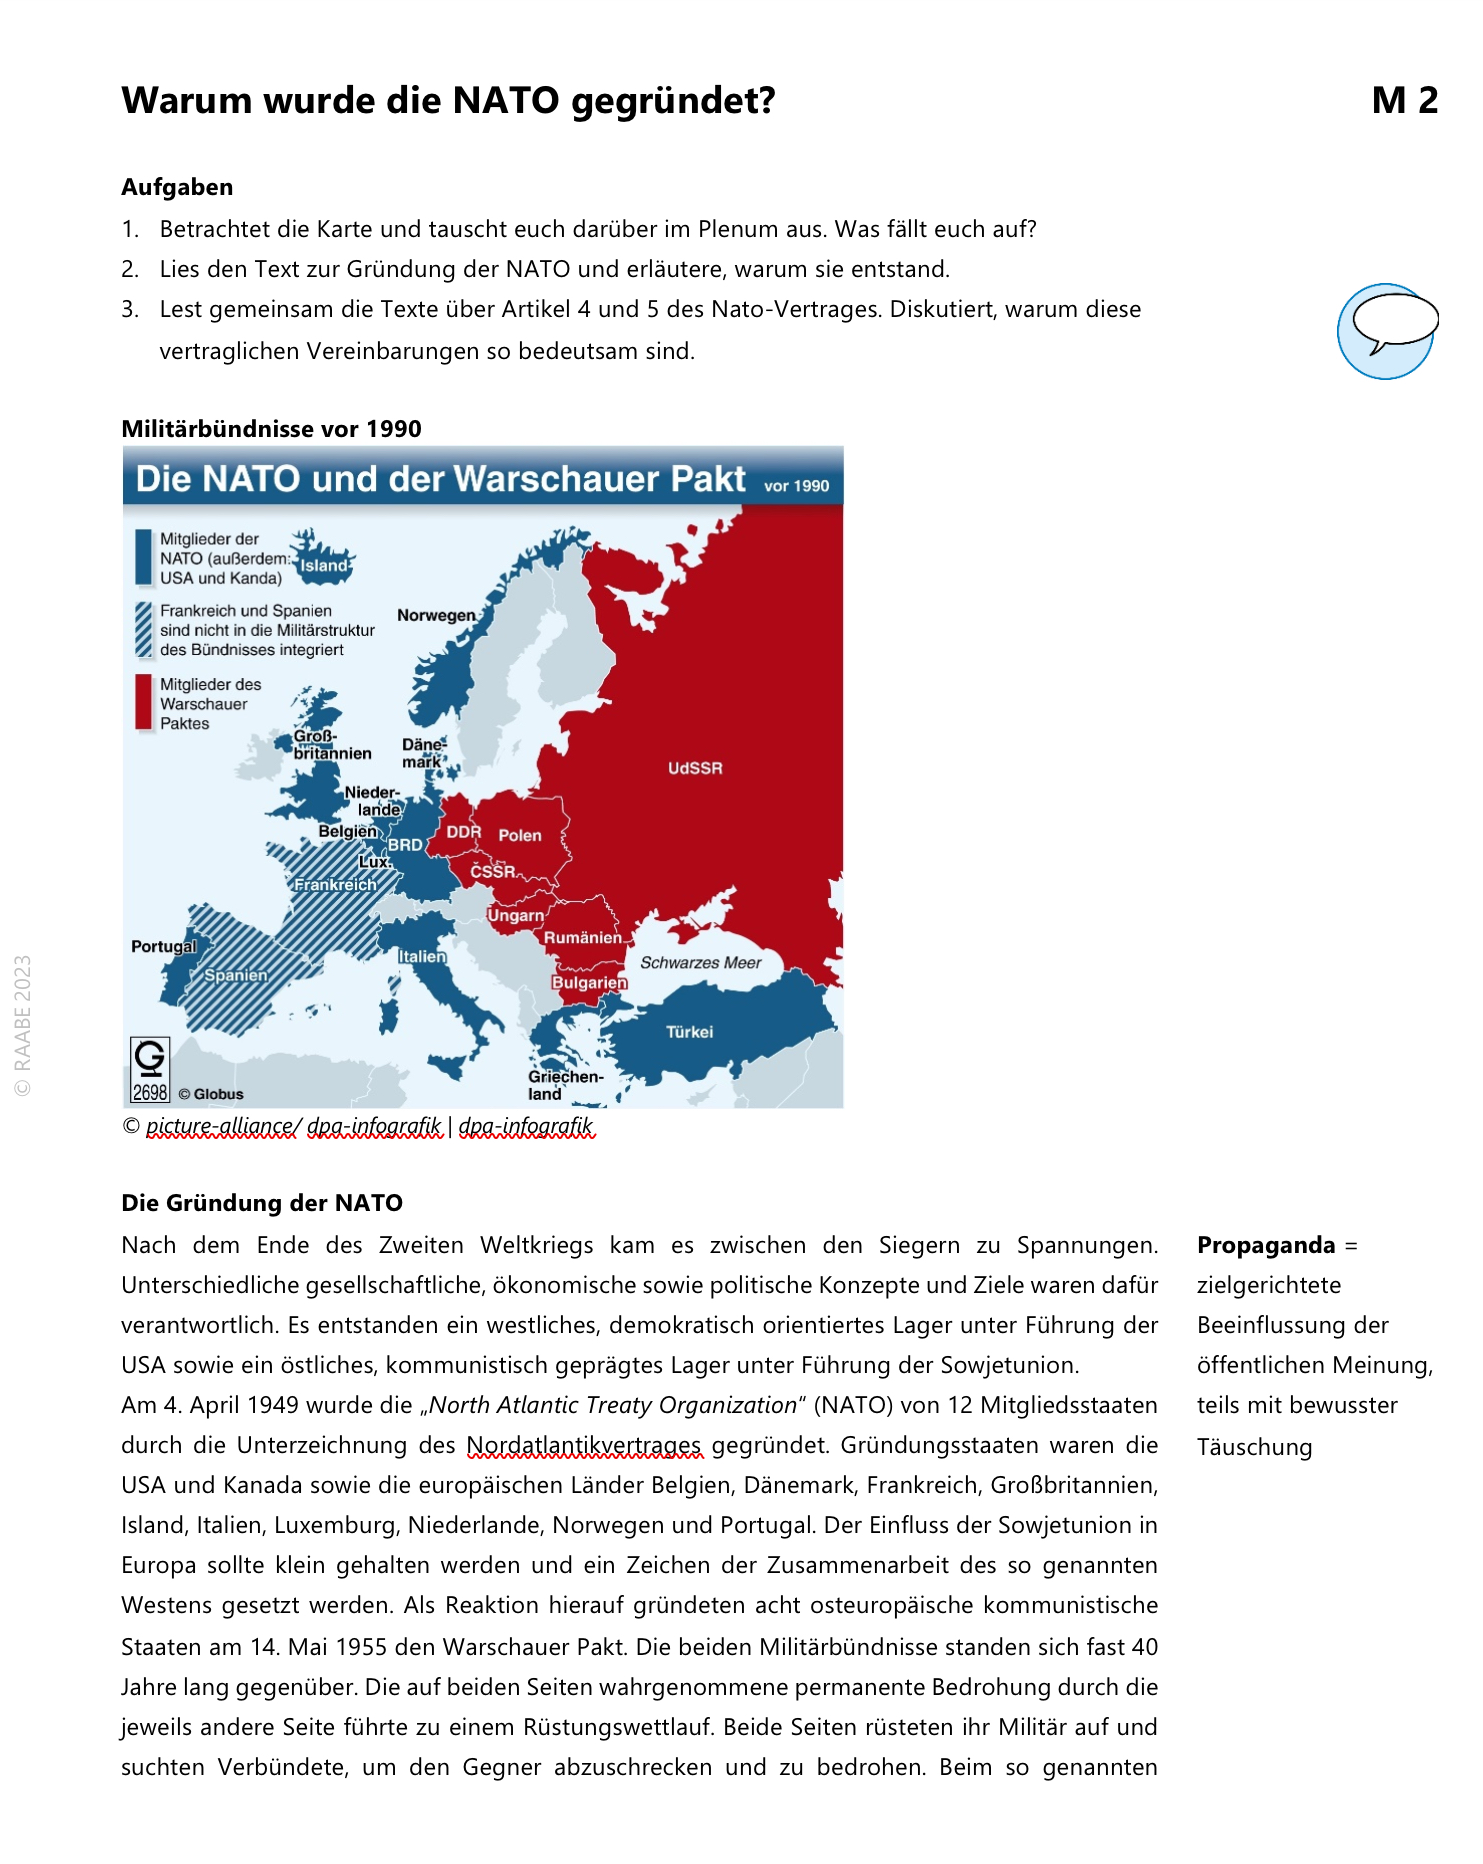 Warum wurde die NATO gegründet?
M 2
Aufgaben
1. Betrachtet die Karte und tauscht euch darüber im Plenum aus. Was fällt euch auf?
2. Lies den Text zur Gründung der NATO und erläutere, warum sie entstand.
3. Lest gemeinsam die Texte über Artikel 4 und 5 des Nato-Vertrages. Diskutiert, warum diese
vertraglichen Vereinbarungen so bedeutsam sind.
Militärbündnisse vor 1990
Die NATO und der Warschauer Pakt vor 1990
Mitglieder der
NATO (außerdem:
USA und Kanda)
Island
Frankreich und Spanien
sind nicht in die Militärstruktur
des Bündnisses integriert
Norwegen
Mitglieder des
Warschauer
Paktes
Groß-
britannien
Däne-
mark
UdSSR
Nieder-
lande
Belgien
BRD
DDR
Polen
Lux.
ČSSR
Frankreich
Ungarn
Rumänien
Portugal
Italien
Schwarzes Meer
Spanien
Bulgarien
Türkei
Griechen-
land
G
2698
© Globus
© picture-alliance/ dpa-infografik | dpa-infografik
Die Gründung der NATO
Nach dem Ende des Zweiten Weltkriegs kam es zwischen den Siegern zu Spannungen.
Unterschiedliche gesellschaftliche, ökonomische sowie politische Konzepte und Ziele waren dafür
verantwortlich. Es entstanden ein westliches, demokratisch orientiertes Lager unter Führung der
USA sowie ein östliches, kommunistisch geprägtes Lager unter Führung der Sowjetunion.
Am 4. April 1949 wurde die „North Atlantic Treaty Organization“ (NATO) von 12 Mitgliedsstaaten
durch die Unterzeichnung des Nordatlantikvertrages gegründet. Gründungsstaaten waren die
USA und Kanada sowie die europäischen Länder Belgien, Dänemark, Frankreich, Großbritannien,
Island, Italien, Luxemburg, Niederlande, Norwegen und Portugal. Der Einfluss der Sowjetunion in
Europa sollte klein gehalten werden und ein Zeichen der Zusammenarbeit des so genannten
Westens gesetzt werden. Als Reaktion hierauf gründeten acht osteuropäische kommunistische
Staaten am 14. Mai 1955 den Warschauer Pakt. Die beiden Militärbündnisse standen sich fast 40
Jahre lang gegenüber. Die auf beiden Seiten wahrgenommene permanente Bedrohung durch die
jeweils andere Seite führte zu einem Rüstungswettlauf. Beide Seiten rüsteten ihr Militär auf und
suchten Verbündete, um den Gegner abzuschrecken und zu bedrohen. Beim so genannten
Propaganda =
zielgerichtete
Beeinflussung der
öffentlichen Meinung,
teils mit bewusster
Täuschung
© RAABE 2023